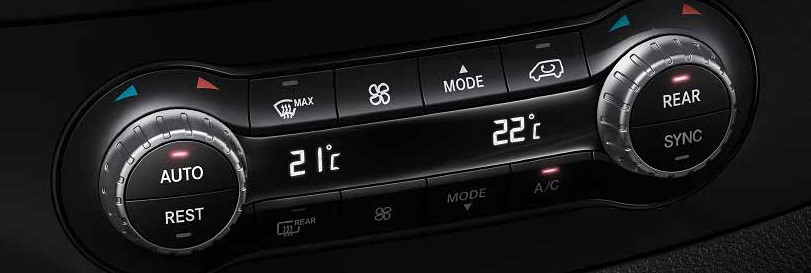 MAX
MODE
REAR
SYNC
21°C
22°C
AUTO
REST
REAR
MODE
A/C